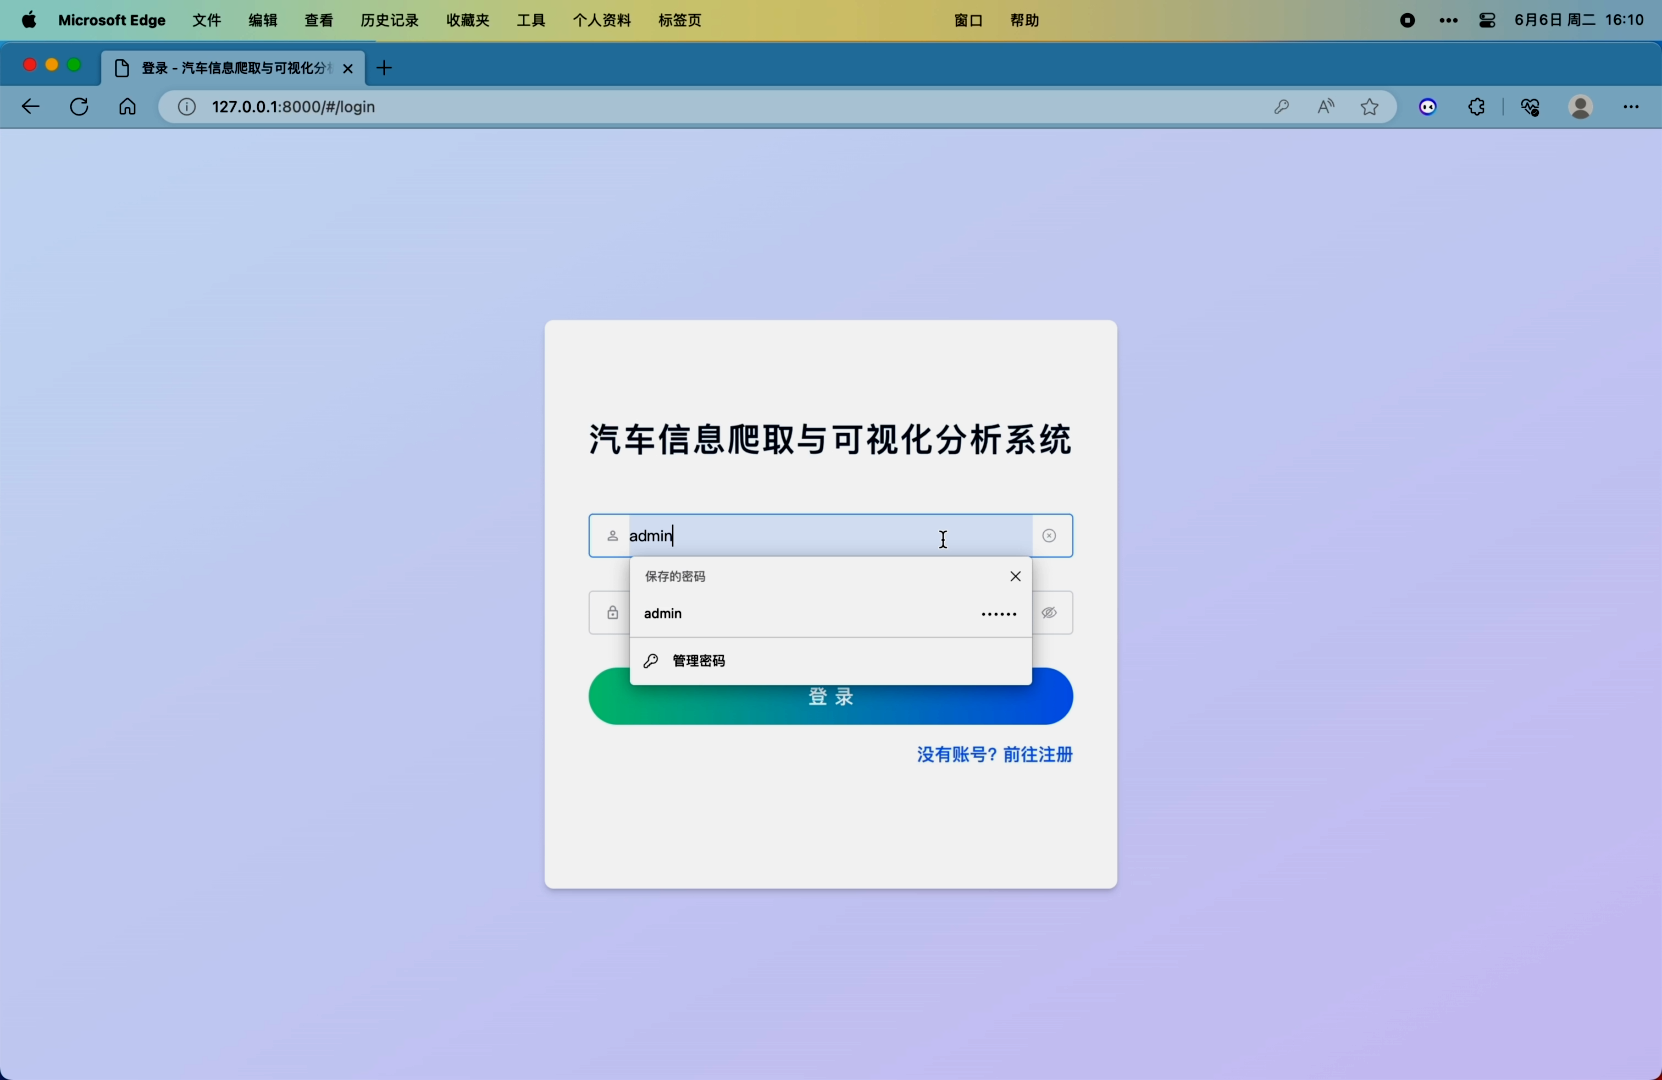 Microsoft Edge 文件 编辑 查看 历史记录 收藏夹 工具 个人资料 标签页 窗口 帮助 6月6日 周二 16:10
登录 - 汽车信息爬取与可视化分
127.0.0.1:8000/#/login
汽车信息爬取与可视化分析系统
admin
保存的密码
admin ••••••
管理密码
登 录
没有账号? 前往注册